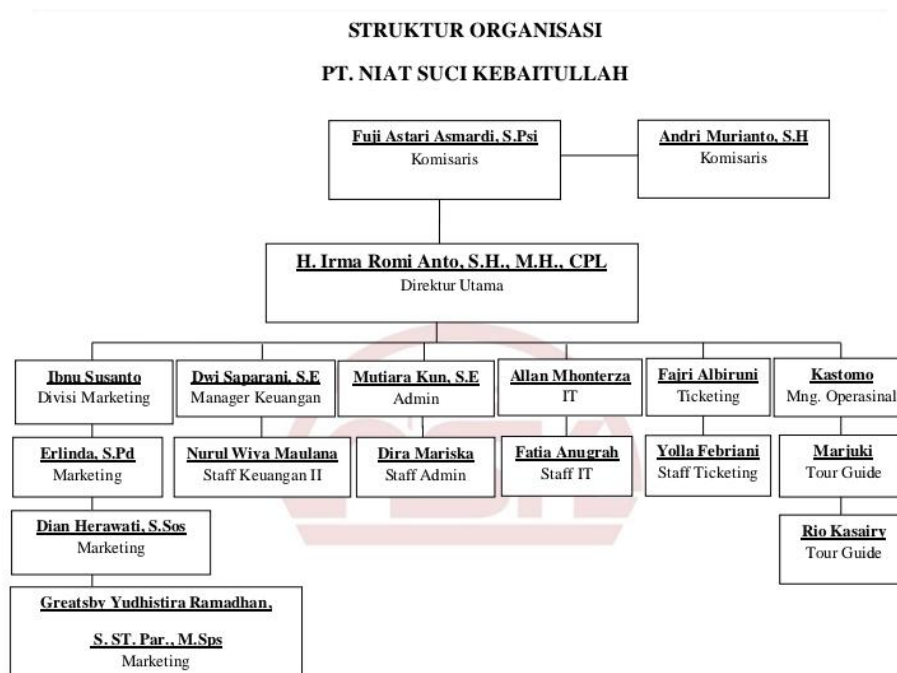 STRUKTUR ORGANISASI
PT. NIAT SUCI KEBAITULLAH
Fuji Astari Asmardi, S.Psi
Komisaris
Andri Murianto, S.H
Komisaris
H. Irma Romi Anto, S.H., M.H., CPL
Direktur Utama
Ibnu Susanto
Divisi Marketing
Dwi Saparani, S.E
Manager Keuangan
Mutiara Kun, S.E
Admin
Allan Mhonterza
IT
Fajri Albiruni
Ticketing
Kastomo
Mng. Operasinal
Erlinda, S.Pd
Marketing
Nurul Wiva Maulana
Staff Keuangan II
Dira Mariska
Staff Admin
Fatia Anugrah
Staff IT
Yolla Febriani
Staff Ticketing
Marjuki
Tour Guide
Dian Herawati, S.Sos
Marketing
Rio Kasairy
Tour Guide
Greatsby Yudhistira Ramadhan,
S. ST. Par., M.Sps
Marketing